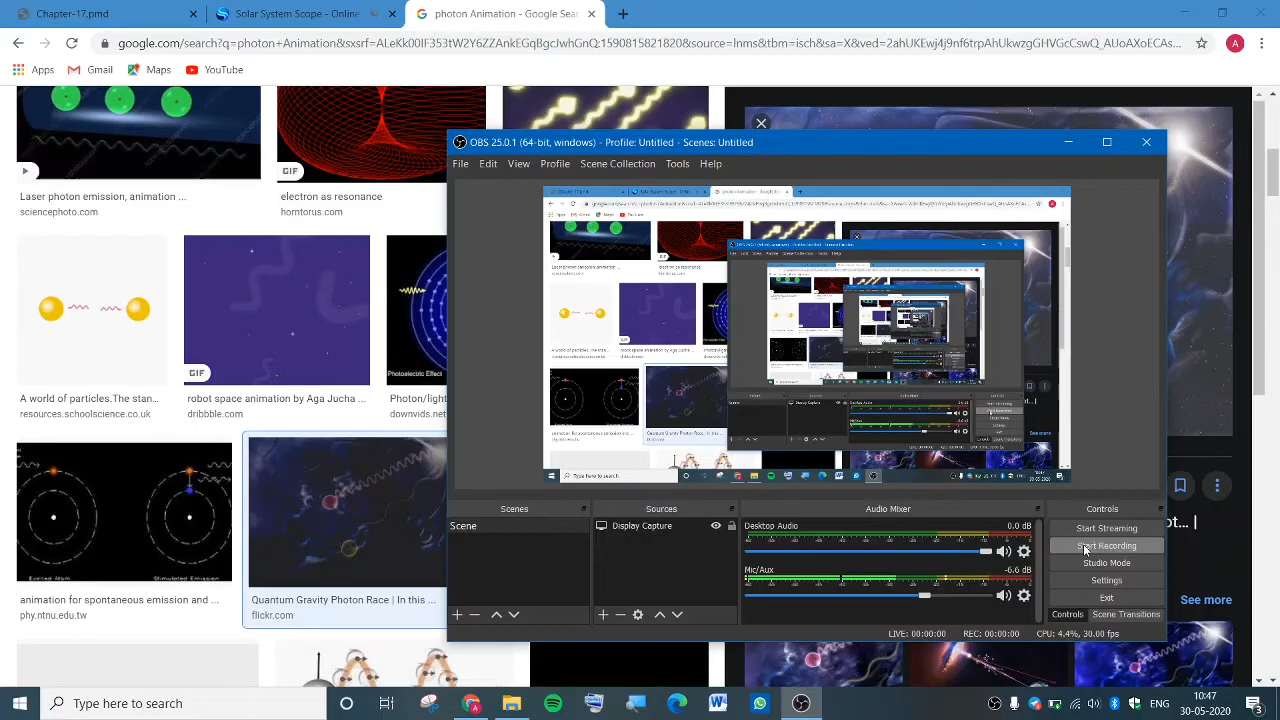 Chapter-17.pmd
photon Animation - Google Sear
google.com/search?q=photon+Animation&sxsrf=ALeKk00IF353tW2Y6ZZAnkEGqBgcJwhGnQ:1590815821820&source=lnms&tbm=isch&sa=X&ved=2ahUKEwj4j9nf6trpAhUkwzgGHVGcCswQ_AUoAXoECAs...
Apps Gmail Maps YouTube
OBS 25.0.1 (64-bit, windows) - Profile: Untitled - Scenes: Untitled
File Edit View Profile Scene Collection Tools Help
GIF
Laser photon emission, animation ...
sciencephoto.com
electron as resonance
horntorus.com
GIF
Photoelectric Effect
A world of particles.The stan...
resources.schoolscience...
robot space animation by Aga Jucha ...
dribbble.com
Photon/light
downvids.net
Excited Atom Stimulated Emission
animation for spontaneous emission and ...
phy.ntnu.edu.tw
Quantum Gravity Photon Race | In this ...
flickr.com
See more
Scenes Sources Audio Mixer Controls
Scene
Display Capture
Desktop Audio 0.0 dB
Mic/Aux -6.6 dB
Start Streaming
Start Recording
Studio Mode
Settings
Exit
Controls Scene Transitions
LIVE: 00:00:00 REC: 00:00:00 CPU: 4.4%, 30.00 fps
Type here to search
ENG
10:47
30-05-2020